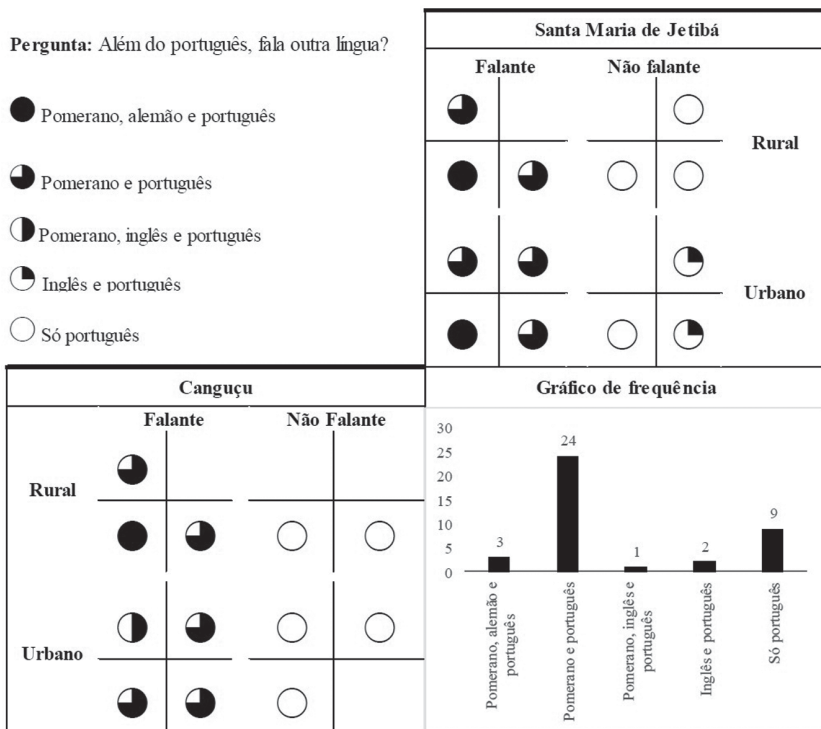 Pergunta: Além do português, fala outra língua?
Pomerano, alemão e português
Pomerano e português
Pomerano, inglês e português
Inglês e português
Só português
Santa Maria de Jetibá
Falante Não falante
Rural
Urbano
Canguçu
Falante Não Falante
Rural
Urbano
Gráfico de frequência
30
25
20
15
10
5
0
3
24
1
2
9
Pomerano, alemão e
português
Pomerano e português
Pomerano, inglês e
português
Inglês e português
Só português